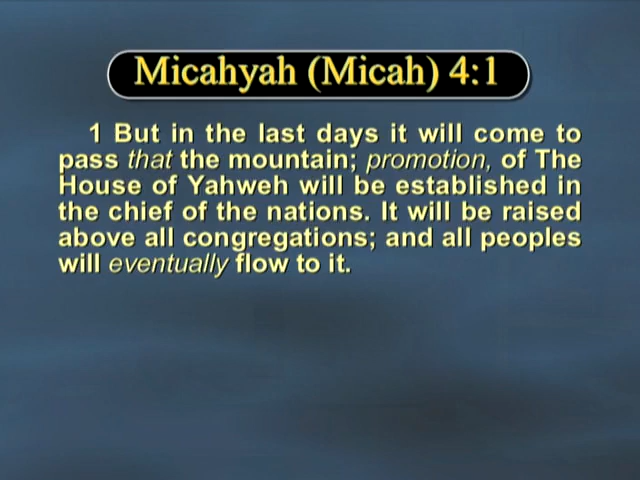 Micahyah (Micah) 4:1
1 But in the last days it will come to
pass that the mountain; promotion, of The
House of Yahweh will be established in
the chief of the nations. It will be raised
above all congregations; and all peoples
will eventually flow to it.